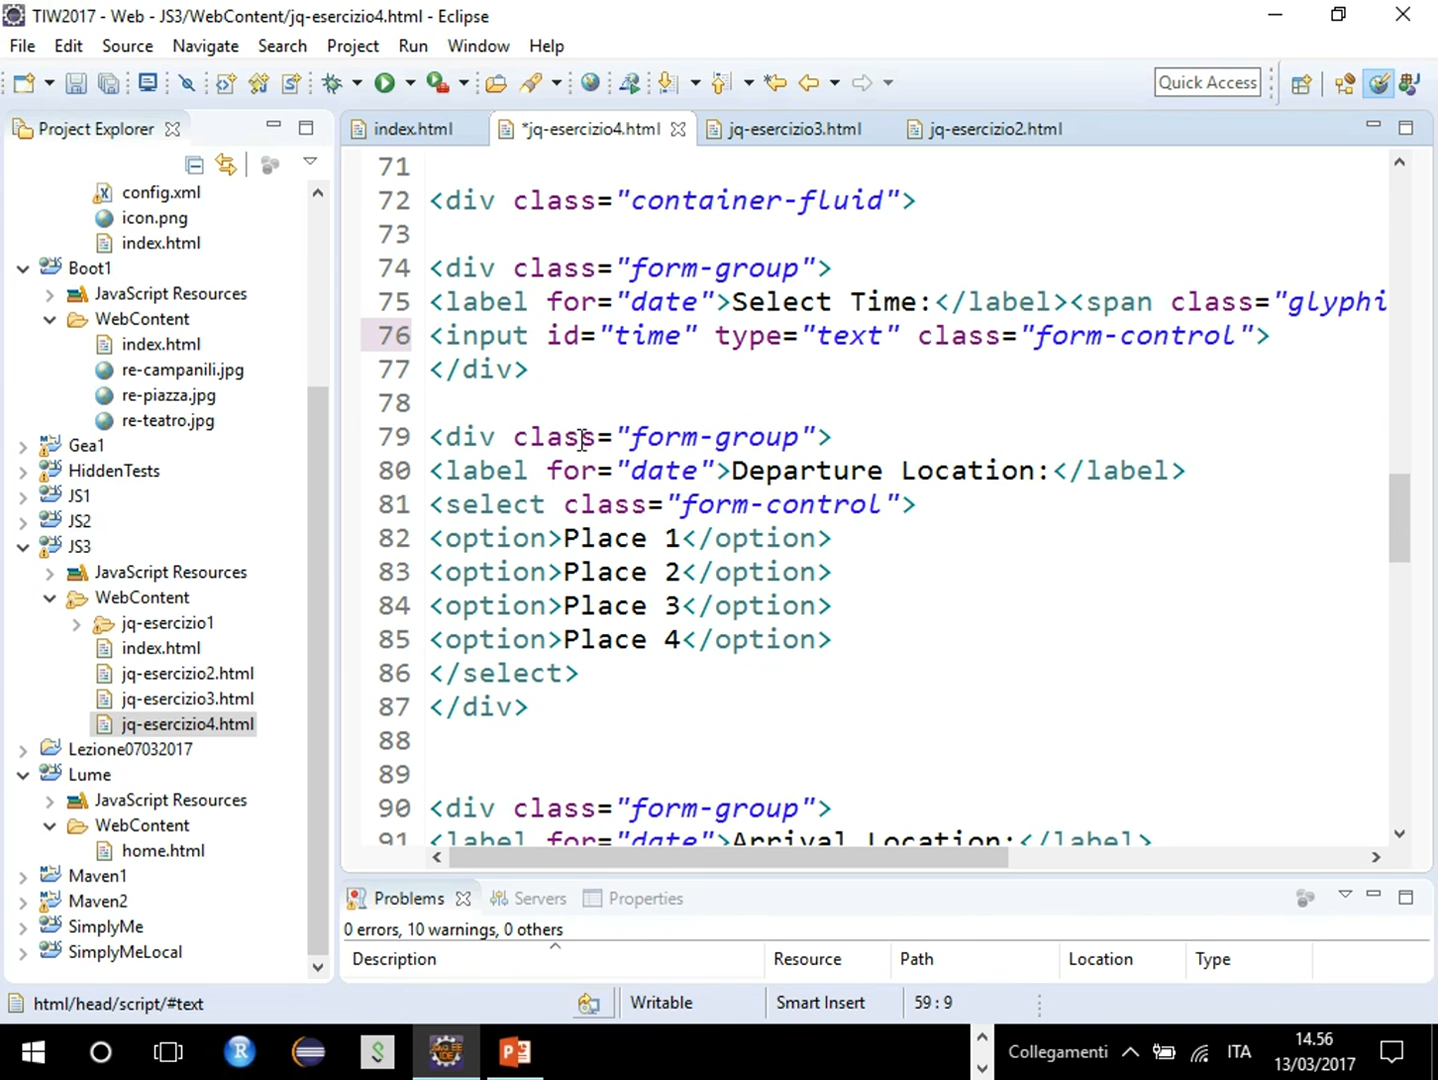 TIW2017 - Web - JS3/WebContent/jq-esercizio4.html - Eclipse
File Edit Source Navigate Search Project Run Window Help
Quick Access
Project Explorer
index.html
*jq-esercizio4.html
jq-esercizio3.html
jq-esercizio2.html
config.xml
icon.png
index.html
Boot1
JavaScript Resources
WebContent
index.html
re-campanili.jpg
re-piazza.jpg
re-teatro.jpg
Gea1
HiddenTests
JS1
JS2
JS3
JavaScript Resources
WebContent
jq-esercizio1
index.html
jq-esercizio2.html
jq-esercizio3.html
jq-esercizio4.html
Lezione07032017
Lume
JavaScript Resources
WebContent
home.html
Maven1
Maven2
SimplyMe
SimplyMeLocal
71
72 <div class="container-fluid">
73
74 <div class="form-group">
75 <label for="date">Select Time:</label><span class="glyphi
76 <input id="time" type="text" class="form-control">
77 </div>
78
79 <div class="form-group">
80 <label for="date">Departure Location:</label>
81 <select class="form-control">
82 <option>Place 1</option>
83 <option>Place 2</option>
84 <option>Place 3</option>
85 <option>Place 4</option>
86 </select>
87 </div>
88
89
90 <div class="form-group">
91 <label for="date">Arrival Location:</label>
Problems Servers Properties
0 errors, 10 warnings, 0 others
Description Resource Path Location Type
html/head/script/#text Writable Smart Insert 59 : 9
Collegamenti ITA
14.56
13/03/2017